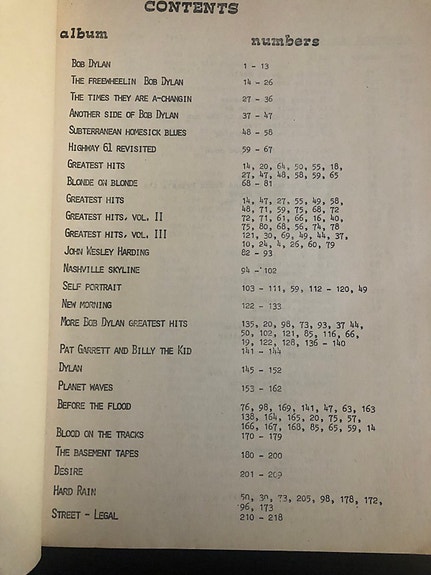 CONTENTS
album numbers
BOB DYLAN 1 - 13
THE FREEWHEELIN BOB DYLAN 14 - 26
THE TIMES THEY ARE A-CHANGIN 27 - 36
ANOTHER SIDE OF BOB DYLAN 37 - 47
SUBTERRANEAN HOMESICK BLUES 48 - 58
HIGHWAY 61 REVISITED 59 - 67
GREATEST HITS 14, 20, 64, 50, 55, 18,
27, 47, 48, 58, 59, 65
BLONDE ON BLONDE 68 - 81
GREATEST HITS 14, 47, 27, 55, 49, 58,
48, 71, 59, 75, 68, 72
GREATEST HITS, VOL. II 72, 71, 61, 66, 16, 40,
75, 80, 68, 56, 74, 78
GREATEST HITS, VOL. III 121, 30, 69, 49, 44, 37,
10, 24, 4, 26, 60, 79
JOHN WESLEY HARDING 82 - 93
NASHVILLE SKYLINE 94 - 102
SELF PORTRAIT 103 - 111, 59, 112 - 120, 49
NEW MORNING 122 - 133
MORE BOB DYLAN GREATEST HITS 135, 20, 98, 73, 93, 37 44,
50, 102, 121, 85, 116, 66,
19, 122, 128, 136 - 140
PAT GARRETT AND BILLY THE KID 141 - 144
DYLAN 145 - 152
PLANET WAVES 153 - 162
BEFORE THE FLOOD 76, 98, 169, 141, 47, 63, 163
138, 164, 165, 20, 75, 57,
166, 167, 168, 85, 65, 59, 14
BLOOD ON THE TRACKS 170 - 179
THE BASEMENT TAPES 180 - 200
DESIRE 201 - 209
HARD RAIN 50, 30, 73, 205, 98, 178, 172,
96, 173
STREET - LEGAL 210 - 218